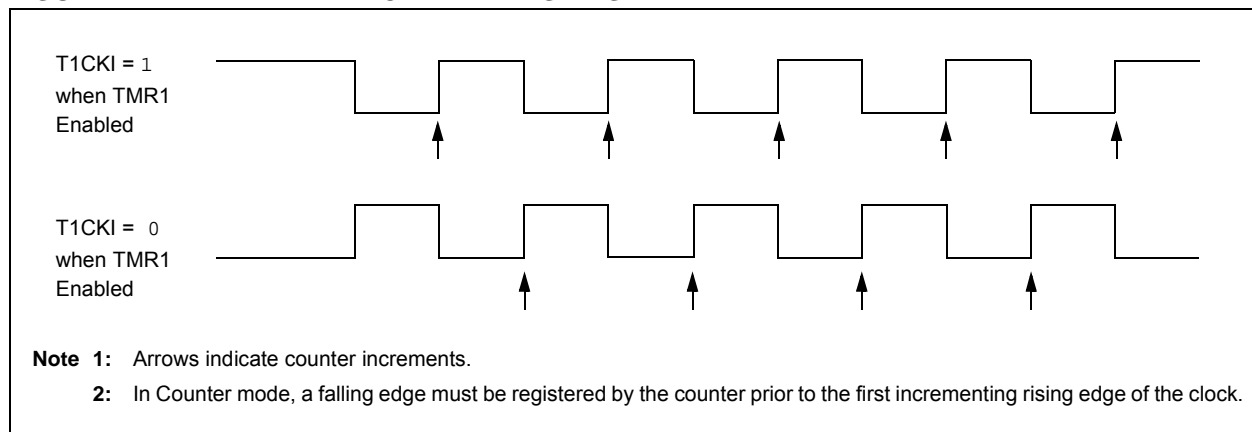 T1CKI = 1
when TMR1
Enabled
T1CKI = 0
when TMR1
Enabled
Note 1: Arrows indicate counter increments.
2: In Counter mode, a falling edge must be registered by the counter prior to the first incrementing rising edge of the clock.